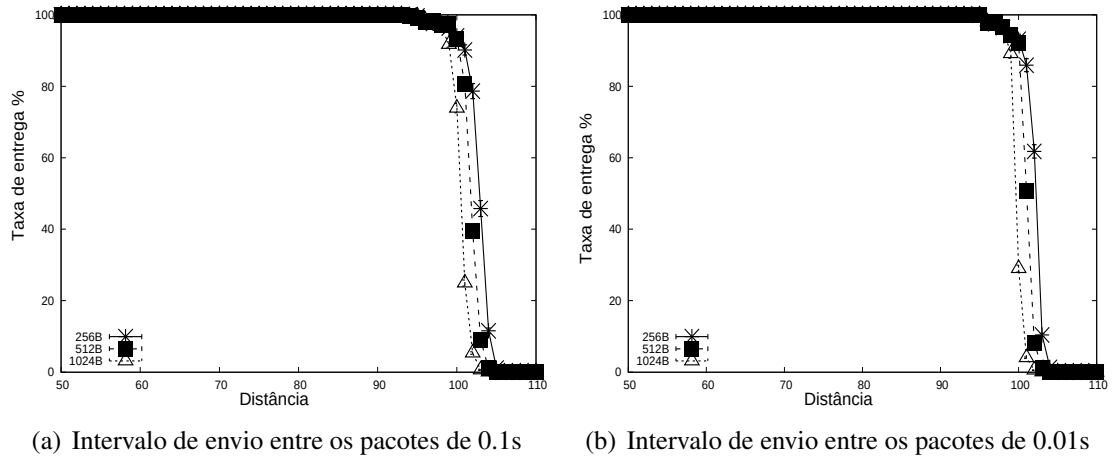 100
80
60
40
20
0
Taxa de entrega %
256B
512B
1024B
50 60 70 80 90 100 110
Distância
(a) Intervalo de envio entre os pacotes de 0.1s
100
80
60
40
20
0
Taxa de entrega %
256B
512B
1024B
50 60 70 80 90 100 110
Distância
(b) Intervalo de envio entre os pacotes de 0.01s